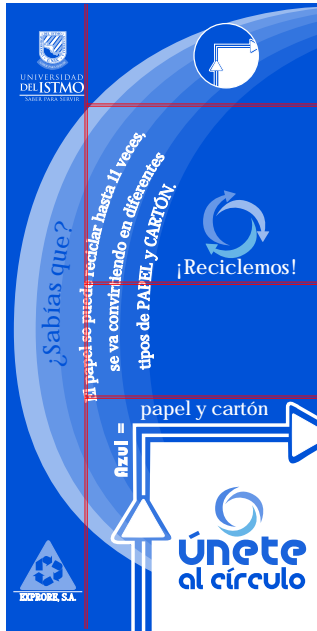 UNIVERSIDAD
DEL ISTMO
SABER PARA SERVIR
¿Sabías que?
El papel se puede reciclar hasta 11 veces,
se va convirtiendo en diferentes
tipos de PAPEL y CARTÓN.
¡Reciclemos!
papel y cartón
Azul =
únete
al círculo
EXPRORE, S.A.